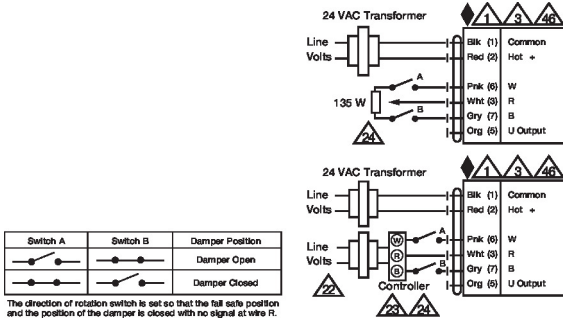 24 VAC Transformer
1 3 46
Line
Volts
Blk (1) Common
Red (2) Hot +
A
Pnk (6) W
135 W
Wht (3) R
B
Gry (7) B
Org (5) U Output
24
24 VAC Transformer
1 3 46
Line
Volts
Blk (1) Common
Red (2) Hot +
A
W
Pnk (6) W
Line
Volts
R
Wht (3) R
B
B
Gry (7) B
Org (5) U Output
22
Controller
23 24
Switch A Switch B Damper Position
Damper Open
Damper Closed
The direction of rotation switch is set so that the fail safe position
and the position of the damper is closed with no signal at wire R.